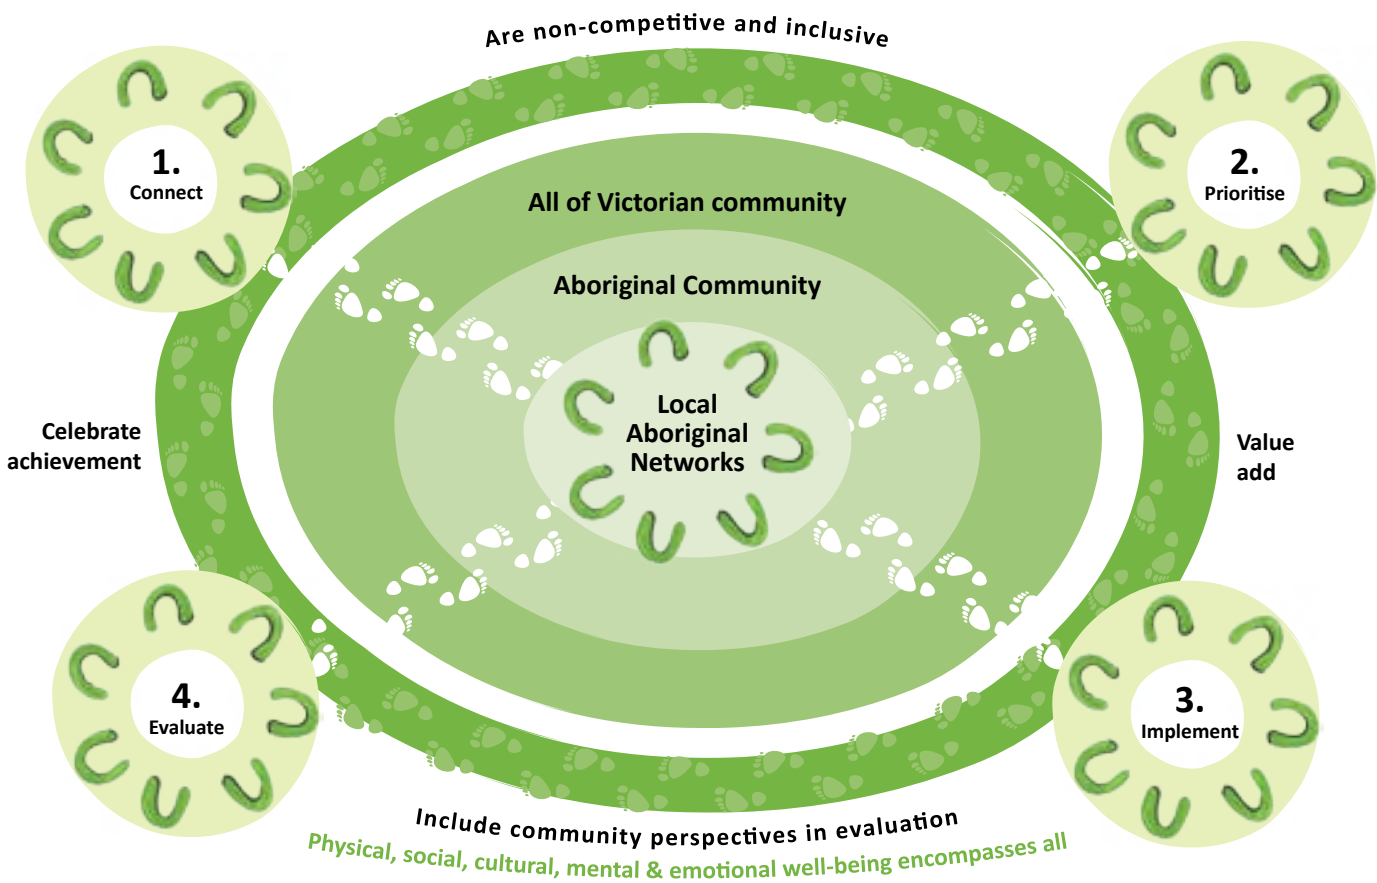 Are non-competitive and inclusive
1.
Connect
2.
Prioritise
All of Victorian community
Aboriginal Community
Local
Aboriginal
Networks
Celebrate
achievement
Value
add
4.
Evaluate
3.
Implement
Include community perspectives in evaluation
Physical, social, cultural, mental & emotional well-being encompasses all